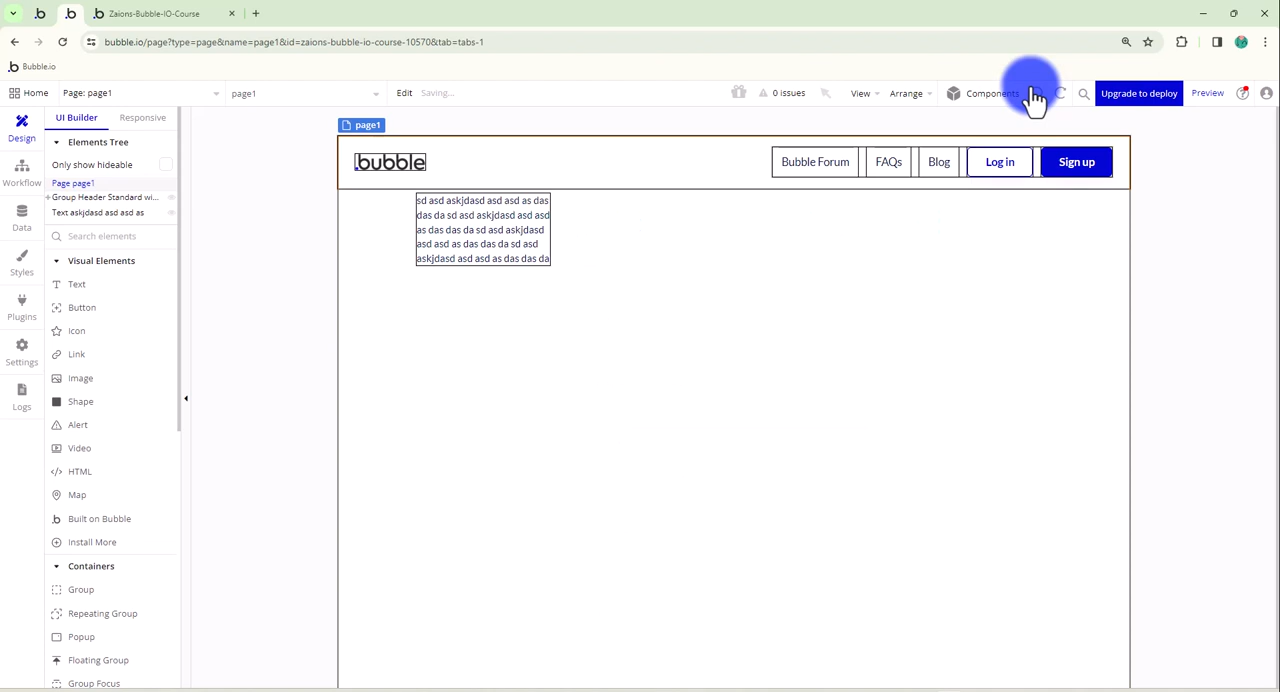 Zaions-Bubble-IO-Course
bubble.io/page?type=page&name=page1&id=zaions-bubble-io-course-10570&tab=tabs-1
Bubble.io
Home
Page: page1
page1
Edit
Saving...
0 issues
View
Arrange
Components
Upgrade to deploy
Preview
Design
Workflow
Data
Styles
Plugins
Settings
Logs
UI Builder
Responsive
Elements Tree
Only show hideable
Page page1
Group Header Standard wi...
Text askjdasd asd asd as
Search elements
Visual Elements
Text
Button
Icon
Link
Image
Shape
Alert
Video
HTML
Map
Built on Bubble
Install More
Containers
Group
Repeating Group
Popup
Floating Group
Group Focus
page1
.bubble
Bubble Forum
FAQs
Blog
Log in
Sign up
sd asd askjdasd asd asd as das
das da sd asd askjdasd asd asd
as das das da sd asd askjdasd
asd asd as das das da sd asd
askjdasd asd asd as das das da